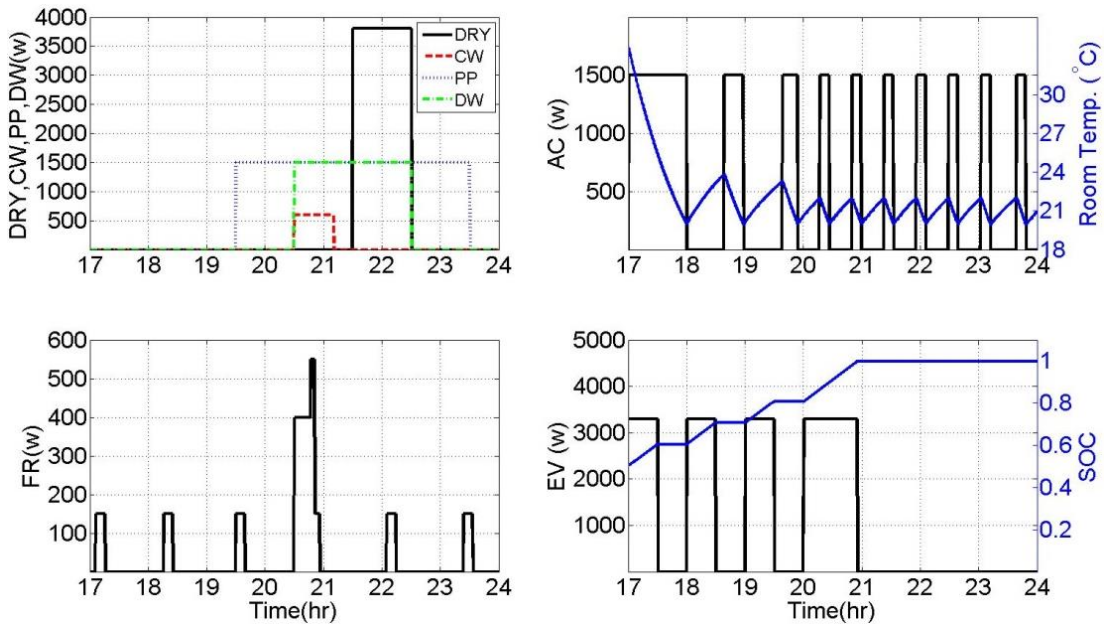 DRY,CW,PP,DW(w)
4000
3500
3000
2500
2000
1500
1000
500
DRY
CW
PP
DW
17 18 19 20 21 22 23 24
AC (w)
1500
1000
500
30
27
24
21
18
Room Temp. (°C)
17 18 19 20 21 22 23 24
FR(w)
600
500
400
300
200
100
17 18 19 20 21 22 23 24
Time(hr)
EV (w)
5000
4000
3000
2000
1000
1
0.8
0.6
0.4
0.2
SOC
17 18 19 20 21 22 23 24
Time(hr)